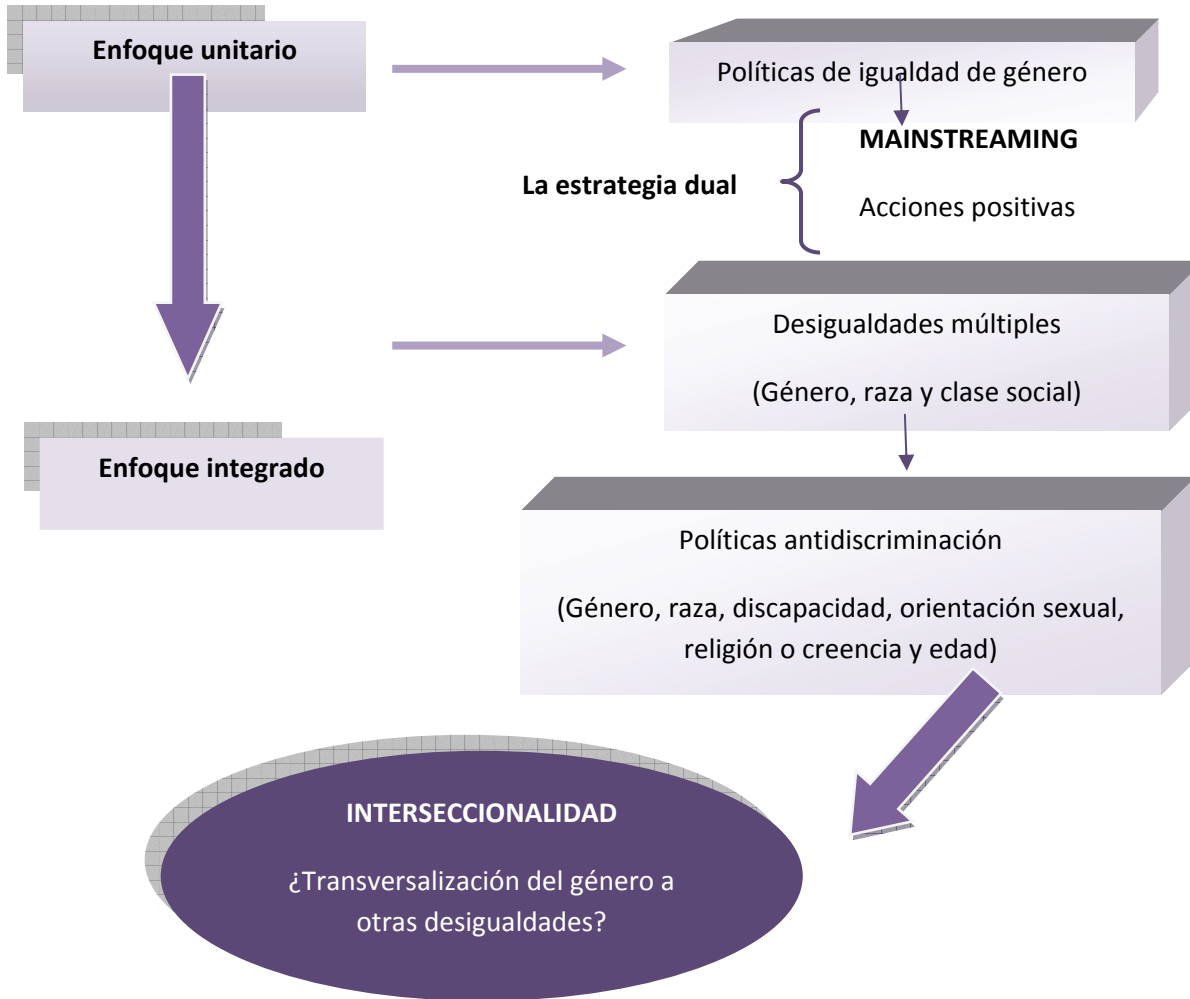 Enfoque unitario
Políticas de igualdad de género
MAINSTREAMING
La estrategia dual
Acciones positivas
Desigualdades múltiples
(Género, raza y clase social)
Enfoque integrado
Políticas antidiscriminación
(Género, raza, discapacidad, orientación sexual,
religión o creencia y edad)
INTERSECCIONALIDAD
¿Transversalización del género a
otras desigualdades?